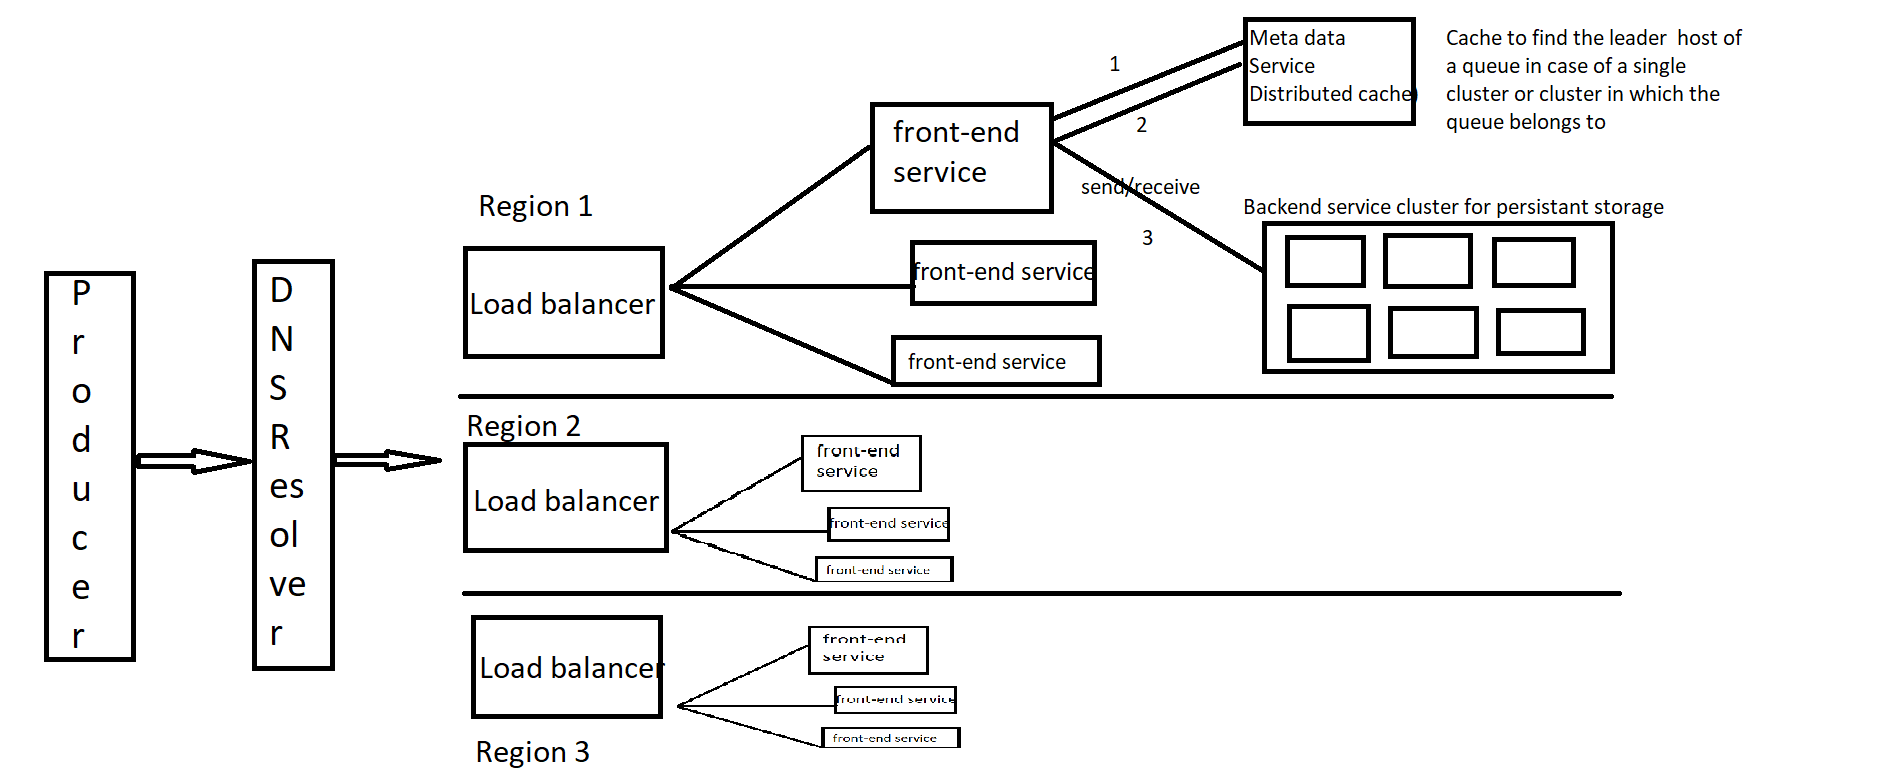 P
r
o
d
u
c
e
r
D
N
S
R
es
ol
ve
r
Region 1
Load balancer
front-end
service
front-end service
front-end service
1
2
send/receive
3
Meta data
Service
Distributed cache)
Cache to find the leader host of
a queue in case of a single
cluster or cluster in which the
queue belongs to
Backend service cluster for persistant storage
Region 2
Load balancer
front-end
service
front-end service
front-end service
Load balancer
front-end
service
front-end service
front-end service
Region 3